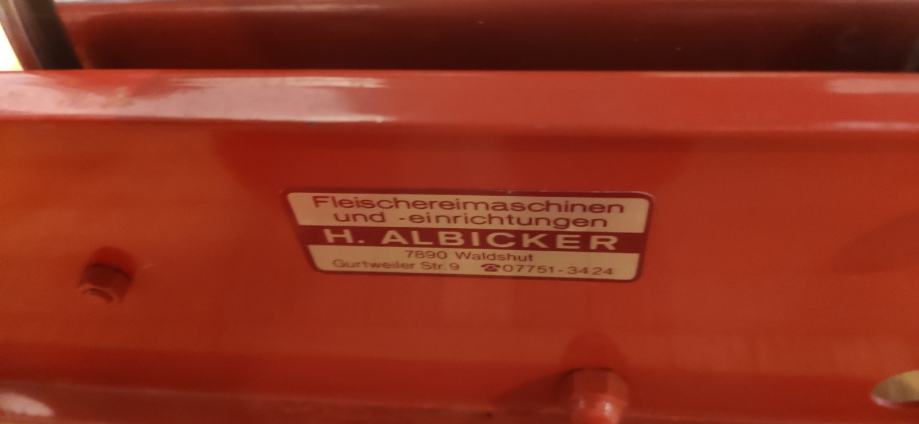 Fleischereimaschinen
und -einrichtungen
H. ALBICKER
7890 Waldshut
Gurtweiler Str. 9 ☎07751-3424